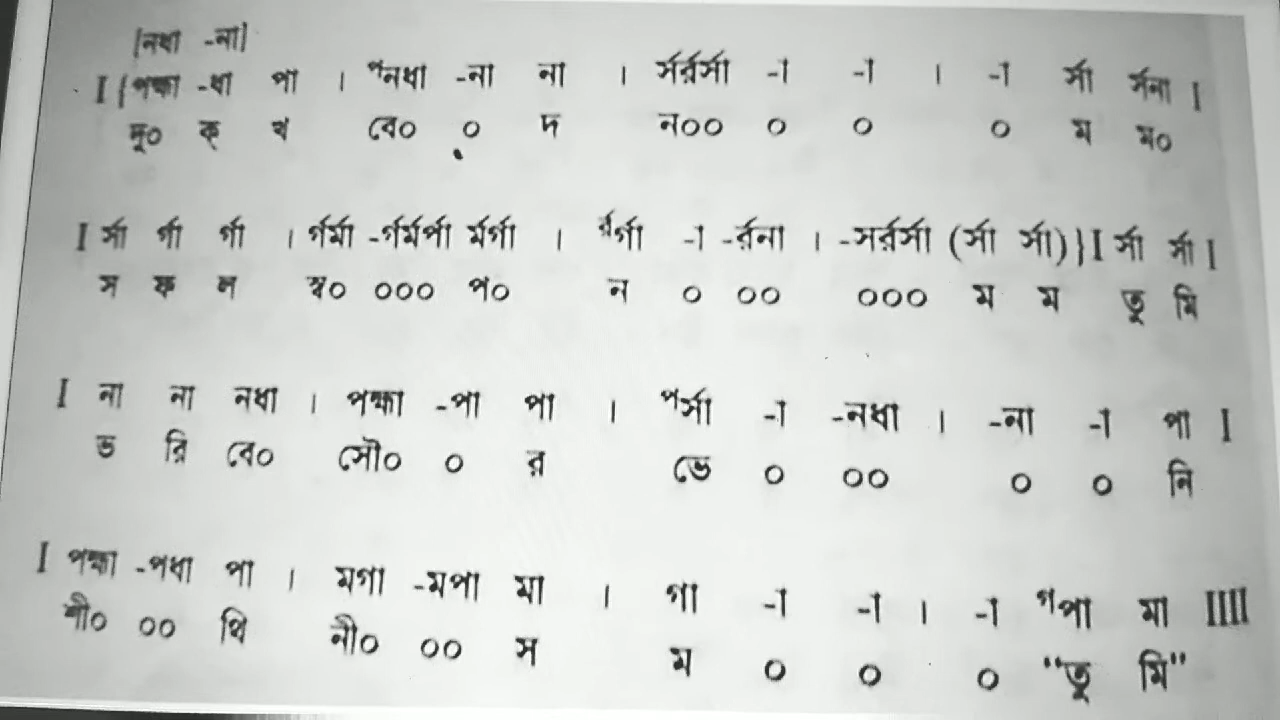 [নধা -না]
I {পক্ষা -ধা পা । ᵖনধা -না না । র্সর্রর্সা -া -া । -া র্সা র্সনা I
দু০ ক্ খ বে০ ০ দ ন০০ ০ ০ ০ ম ম০
I র্সা র্গা র্গা । র্গর্মা -র্গর্মর্পা র্মর্গা । র্রর্গা -া -র্রনা । -র্সর্রর্সা (র্সা র্সা)} I র্সা র্সা I
স ফ ল স্ব০ ০০০ প০ ন ০ ০০ ০০০ ম ম তু মি
I না না নধা । পক্ষা -পা পা । পর্সা -া -নধা । -না -া পা I
ভ রি বে০ সৌ০ ০ র ভে ০ ০০ ০ ০ নি
I পক্ষা -পধা পা । মগা -মপা মা । গা -া -া । -া গপা মা IIII
শী০ ০০ থি নী০ ০০ স ম ০ ০ ০ "তু মি"